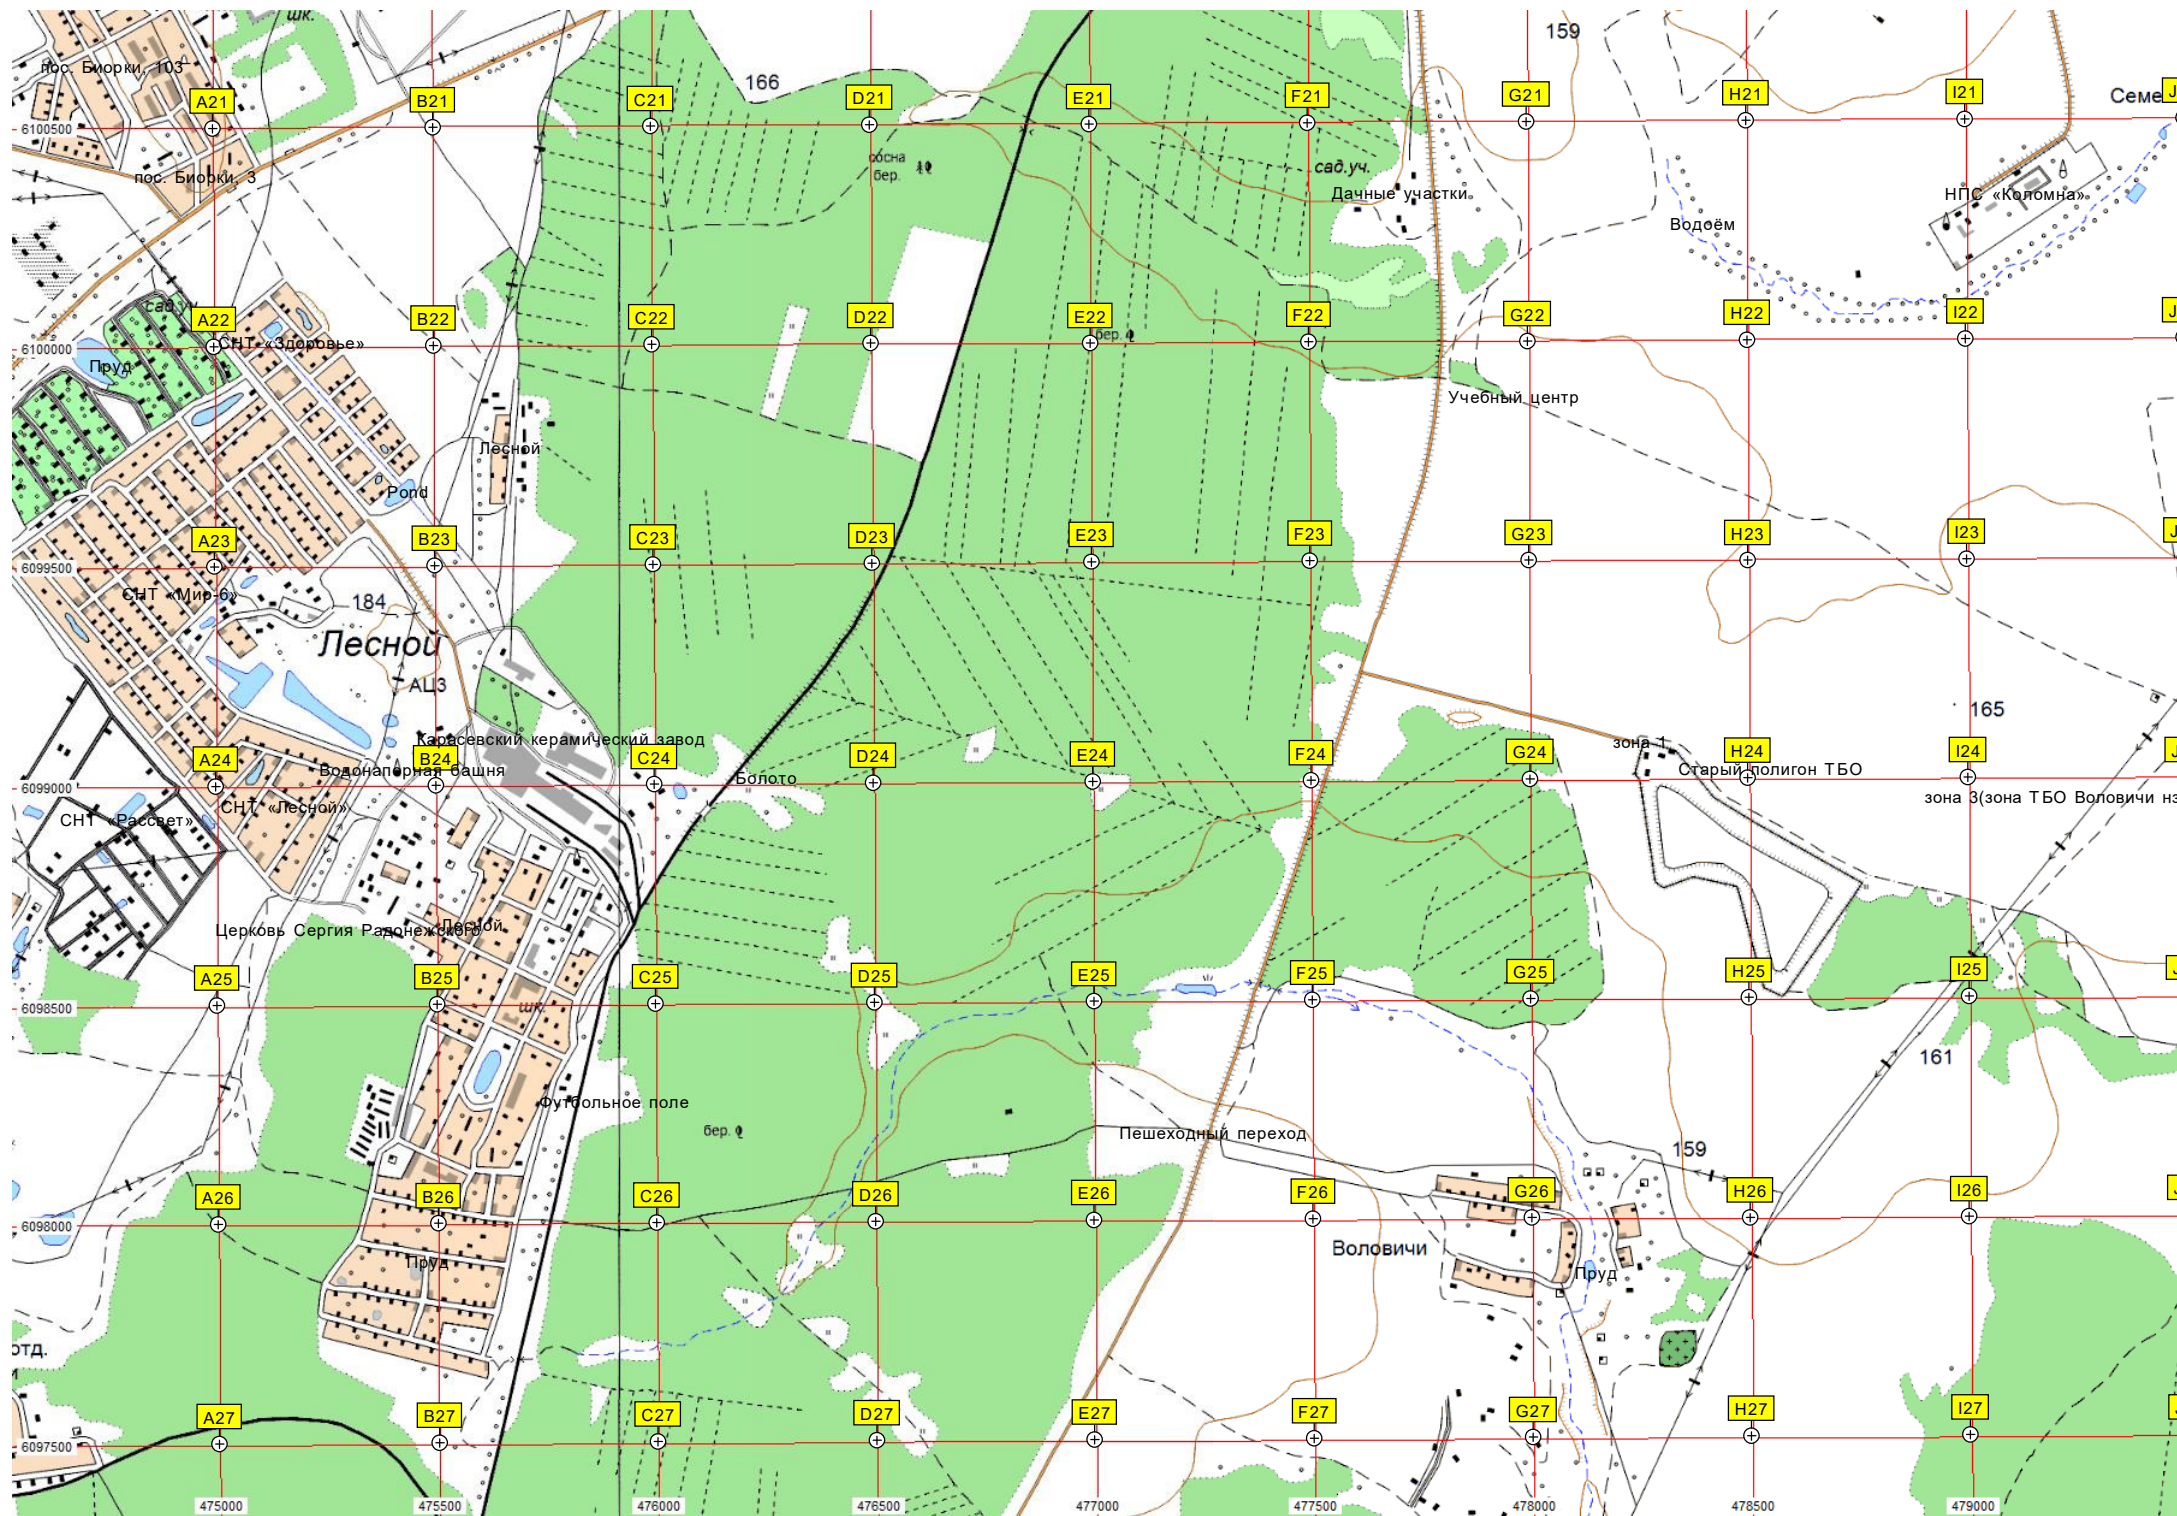 шк.
159
пос. Биорки, 103
166
A21
B21
C21
D21
E21
F21
G21
H21
I21
Семе
J
6100500
сосна
бер.
сад.уч.
пос. Биорки, 3
Дачные участки
НПС «Коломна»
Водоём
сад.уч.
A22
B22
C22
D22
E22
F22
G22
H22
I22
J
СНТ «Здоровье»
бер.
6100000
Пруд
Учебный центр
Лесной
Pond
A23
B23
C23
D23
E23
F23
G23
H23
I23
J
6099500
СНТ «Мир-6»
184
Лесной
АЦЗ
165
Карасевский керамический завод
зона 1
A24
B24
C24
D24
E24
F24
G24
H24
I24
J
Водонапорная башня
Болото
Старый полигон ТБО
6099000
СНТ «Лесной»
зона 3(зона ТБО Воловичи нз
СНТ «Рассвет»
Церковь Сергия Радонежского
Лесной
A25
B25
C25
D25
E25
F25
G25
H25
I25
J
6098500
шк.
161
Футбольное поле
бер.
Пешеходный переход
159
A26
B26
C26
D26
E26
F26
G26
H26
I26
J
6098000
Воловичи
Пруд
Пруд
отд.
A27
B27
C27
D27
E27
F27
G27
H27
I27
J
6097500
475000
475500
476000
476500
477000
477500
478000
478500
479000